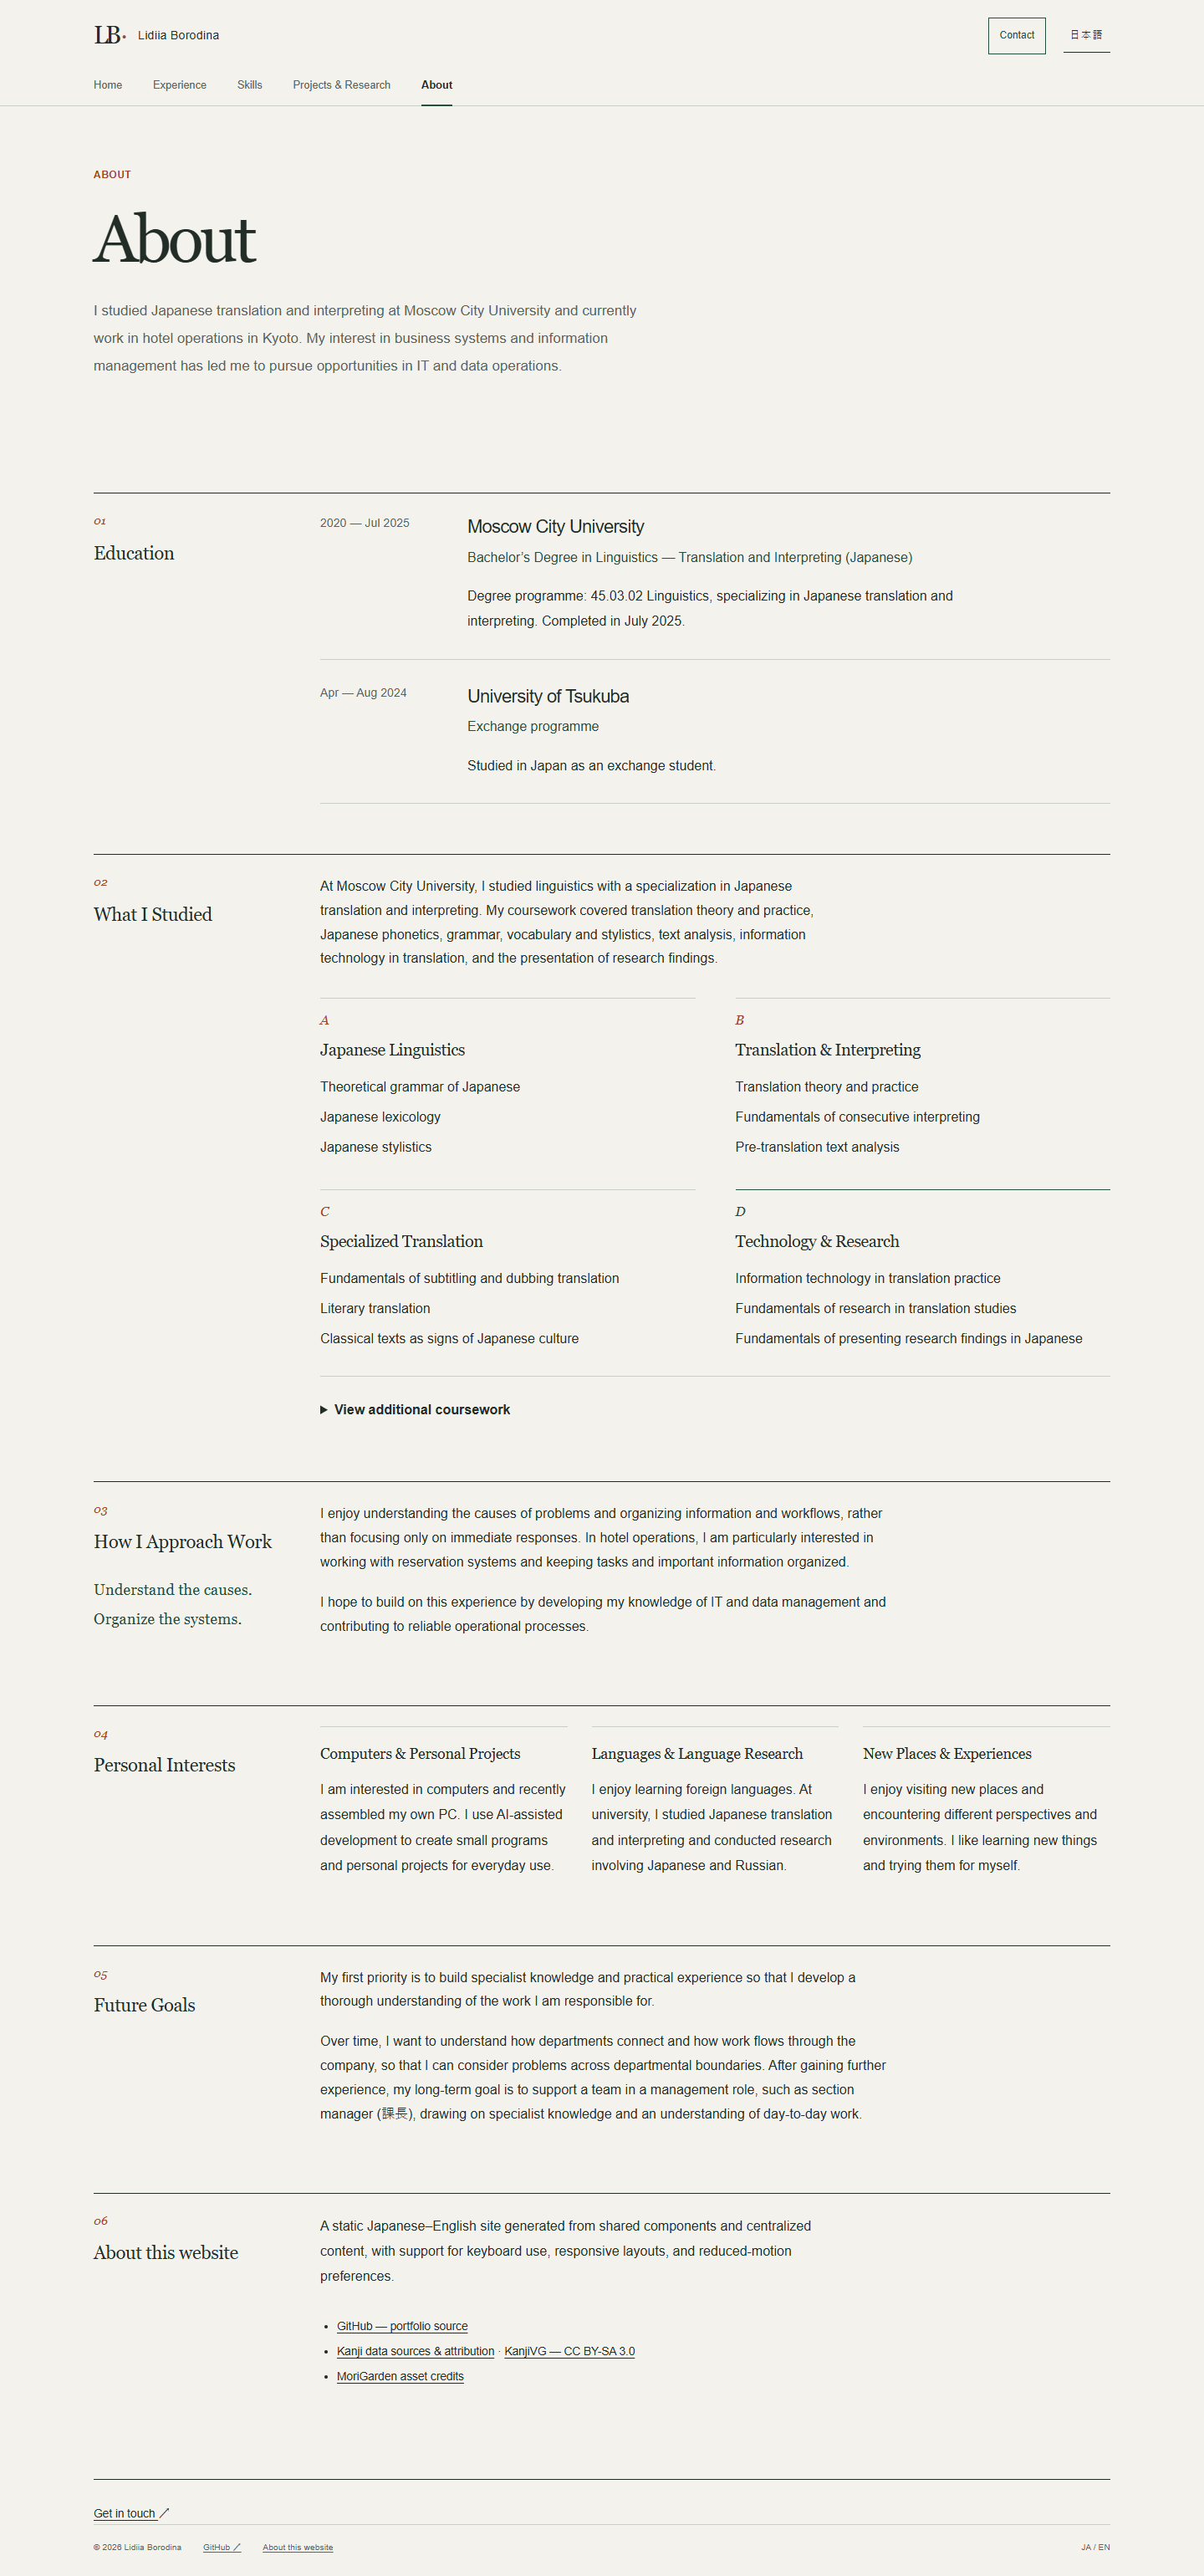 LB• Lidiia Borodina
Contact
日本語
Home Experience Skills Projects & Research About
ABOUT
About
I studied Japanese translation and interpreting at Moscow City University and currently
work in hotel operations in Kyoto. My interest in business systems and information
management has led me to pursue opportunities in IT and data operations.
01
Education
2020 — Jul 2025
Moscow City University
Bachelor’s Degree in Linguistics — Translation and Interpreting (Japanese)
Degree programme: 45.03.02 Linguistics, specializing in Japanese translation and
interpreting. Completed in July 2025.
Apr — Aug 2024
University of Tsukuba
Exchange programme
Studied in Japan as an exchange student.
02
What I Studied
At Moscow City University, I studied linguistics with a specialization in Japanese
translation and interpreting. My coursework covered translation theory and practice,
Japanese phonetics, grammar, vocabulary and stylistics, text analysis, information
technology in translation, and the presentation of research findings.
A
Japanese Linguistics
Theoretical grammar of Japanese
Japanese lexicology
Japanese stylistics
B
Translation & Interpreting
Translation theory and practice
Fundamentals of consecutive interpreting
Pre-translation text analysis
C
Specialized Translation
Fundamentals of subtitling and dubbing translation
Literary translation
Classical texts as signs of Japanese culture
D
Technology & Research
Information technology in translation practice
Fundamentals of research in translation studies
Fundamentals of presenting research findings in Japanese
▶ View additional coursework
03
How I Approach Work
Understand the causes.
Organize the systems.
I enjoy understanding the causes of problems and organizing information and workflows, rather
than focusing only on immediate responses. In hotel operations, I am particularly interested in
working with reservation systems and keeping tasks and important information organized.
I hope to build on this experience by developing my knowledge of IT and data management and
contributing to reliable operational processes.
04
Personal Interests
Computers & Personal Projects
I am interested in computers and recently
assembled my own PC. I use AI-assisted
development to create small programs
and personal projects for everyday use.
Languages & Language Research
I enjoy learning foreign languages. At
university, I studied Japanese translation
and interpreting and conducted research
involving Japanese and Russian.
New Places & Experiences
I enjoy visiting new places and
encountering different perspectives and
environments. I like learning new things
and trying them for myself.
05
Future Goals
My first priority is to build specialist knowledge and practical experience so that I develop a
thorough understanding of the work I am responsible for.
Over time, I want to understand how departments connect and how work flows through the
company, so that I can consider problems across departmental boundaries. After gaining further
experience, my long-term goal is to support a team in a management role, such as section
manager (課長), drawing on specialist knowledge and an understanding of day-to-day work.
06
About this website
A static Japanese–English site generated from shared components and centralized
content, with support for keyboard use, responsive layouts, and reduced-motion
preferences.
• GitHub — portfolio source
• Kanji data sources & attribution · KanjiVG — CC BY-SA 3.0
• MoriGarden asset credits
Get in touch ↗
© 2026 Lidiia Borodina GitHub ↗ About this website JA / EN